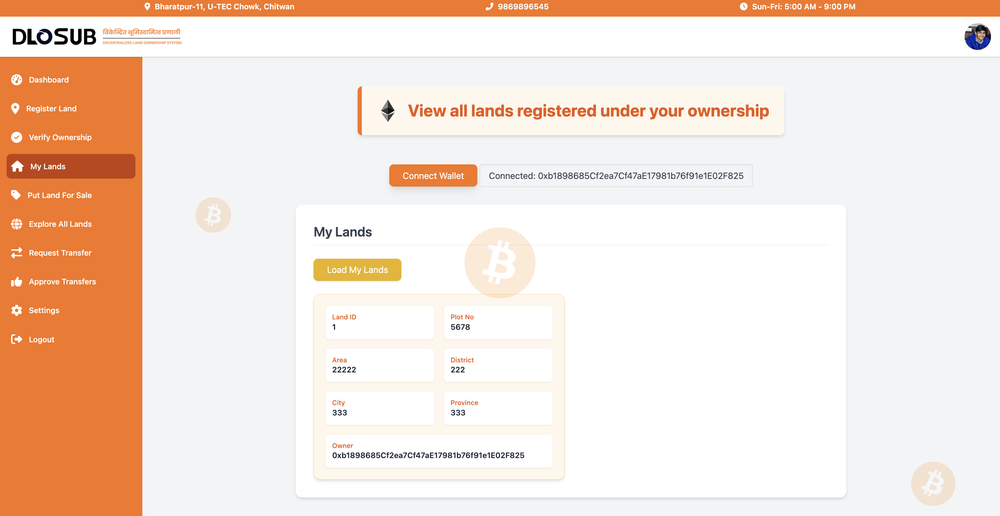 Bharatpur-11, U-TEC Chowk, Chitwan
9869896545
Sun-Fri: 5:00 AM - 9:00 PM
DLOSUB
विकेन्द्रित भूमिस्वामित्व प्रणाली
DECENTRALIZED LAND OWNERSHIP SYSTEM
Dashboard
Register Land
Verify Ownership
My Lands
Put Land For Sale
Explore All Lands
Request Transfer
Approve Transfers
Settings
Logout
View all lands registered under your ownership
Connect Wallet
Connected: 0xb1898685Cf2ea7Cf47aE17981b76f91e1E02F825
My Lands
Load My Lands
Land ID
1
Plot No
5678
Area
22222
District
222
City
333
Province
333
Owner
0xb1898685Cf2ea7Cf47aE17981b76f91e1E02F825